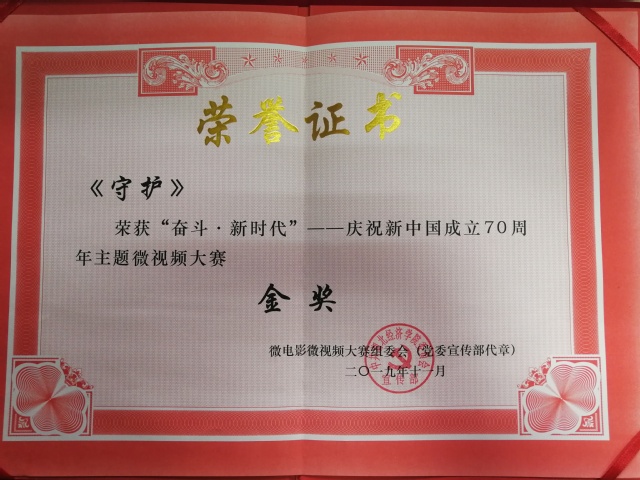 荣誉证书
《守护》
荣获“奋斗·新时代”——庆祝新中国成立70周
年主题微视频大赛
金奖
微电影微视频大赛组委会（党委宣传部代章）
二〇一九年十一月
宣传部